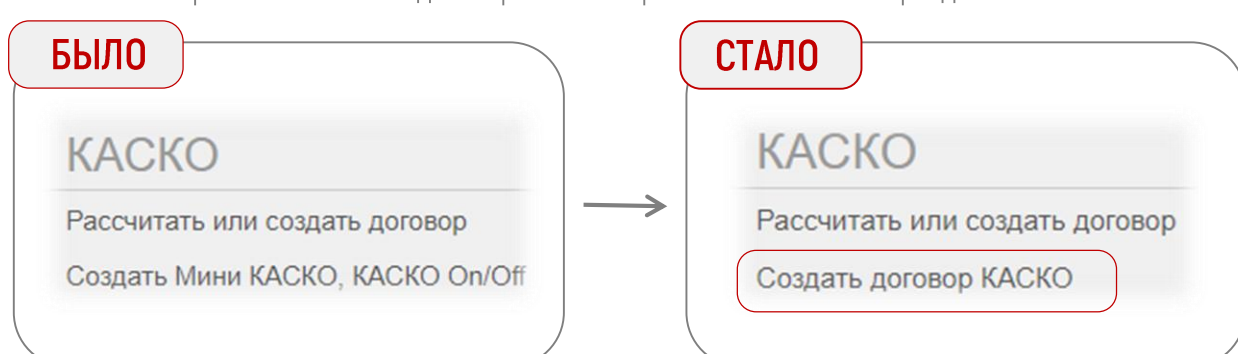 БЫЛО
КАСКО
Рассчитать или создать договор
Создать Мини КАСКО, КАСКО On/Off
СТАЛО
КАСКО
Рассчитать или создать договор
Создать договор КАСКО